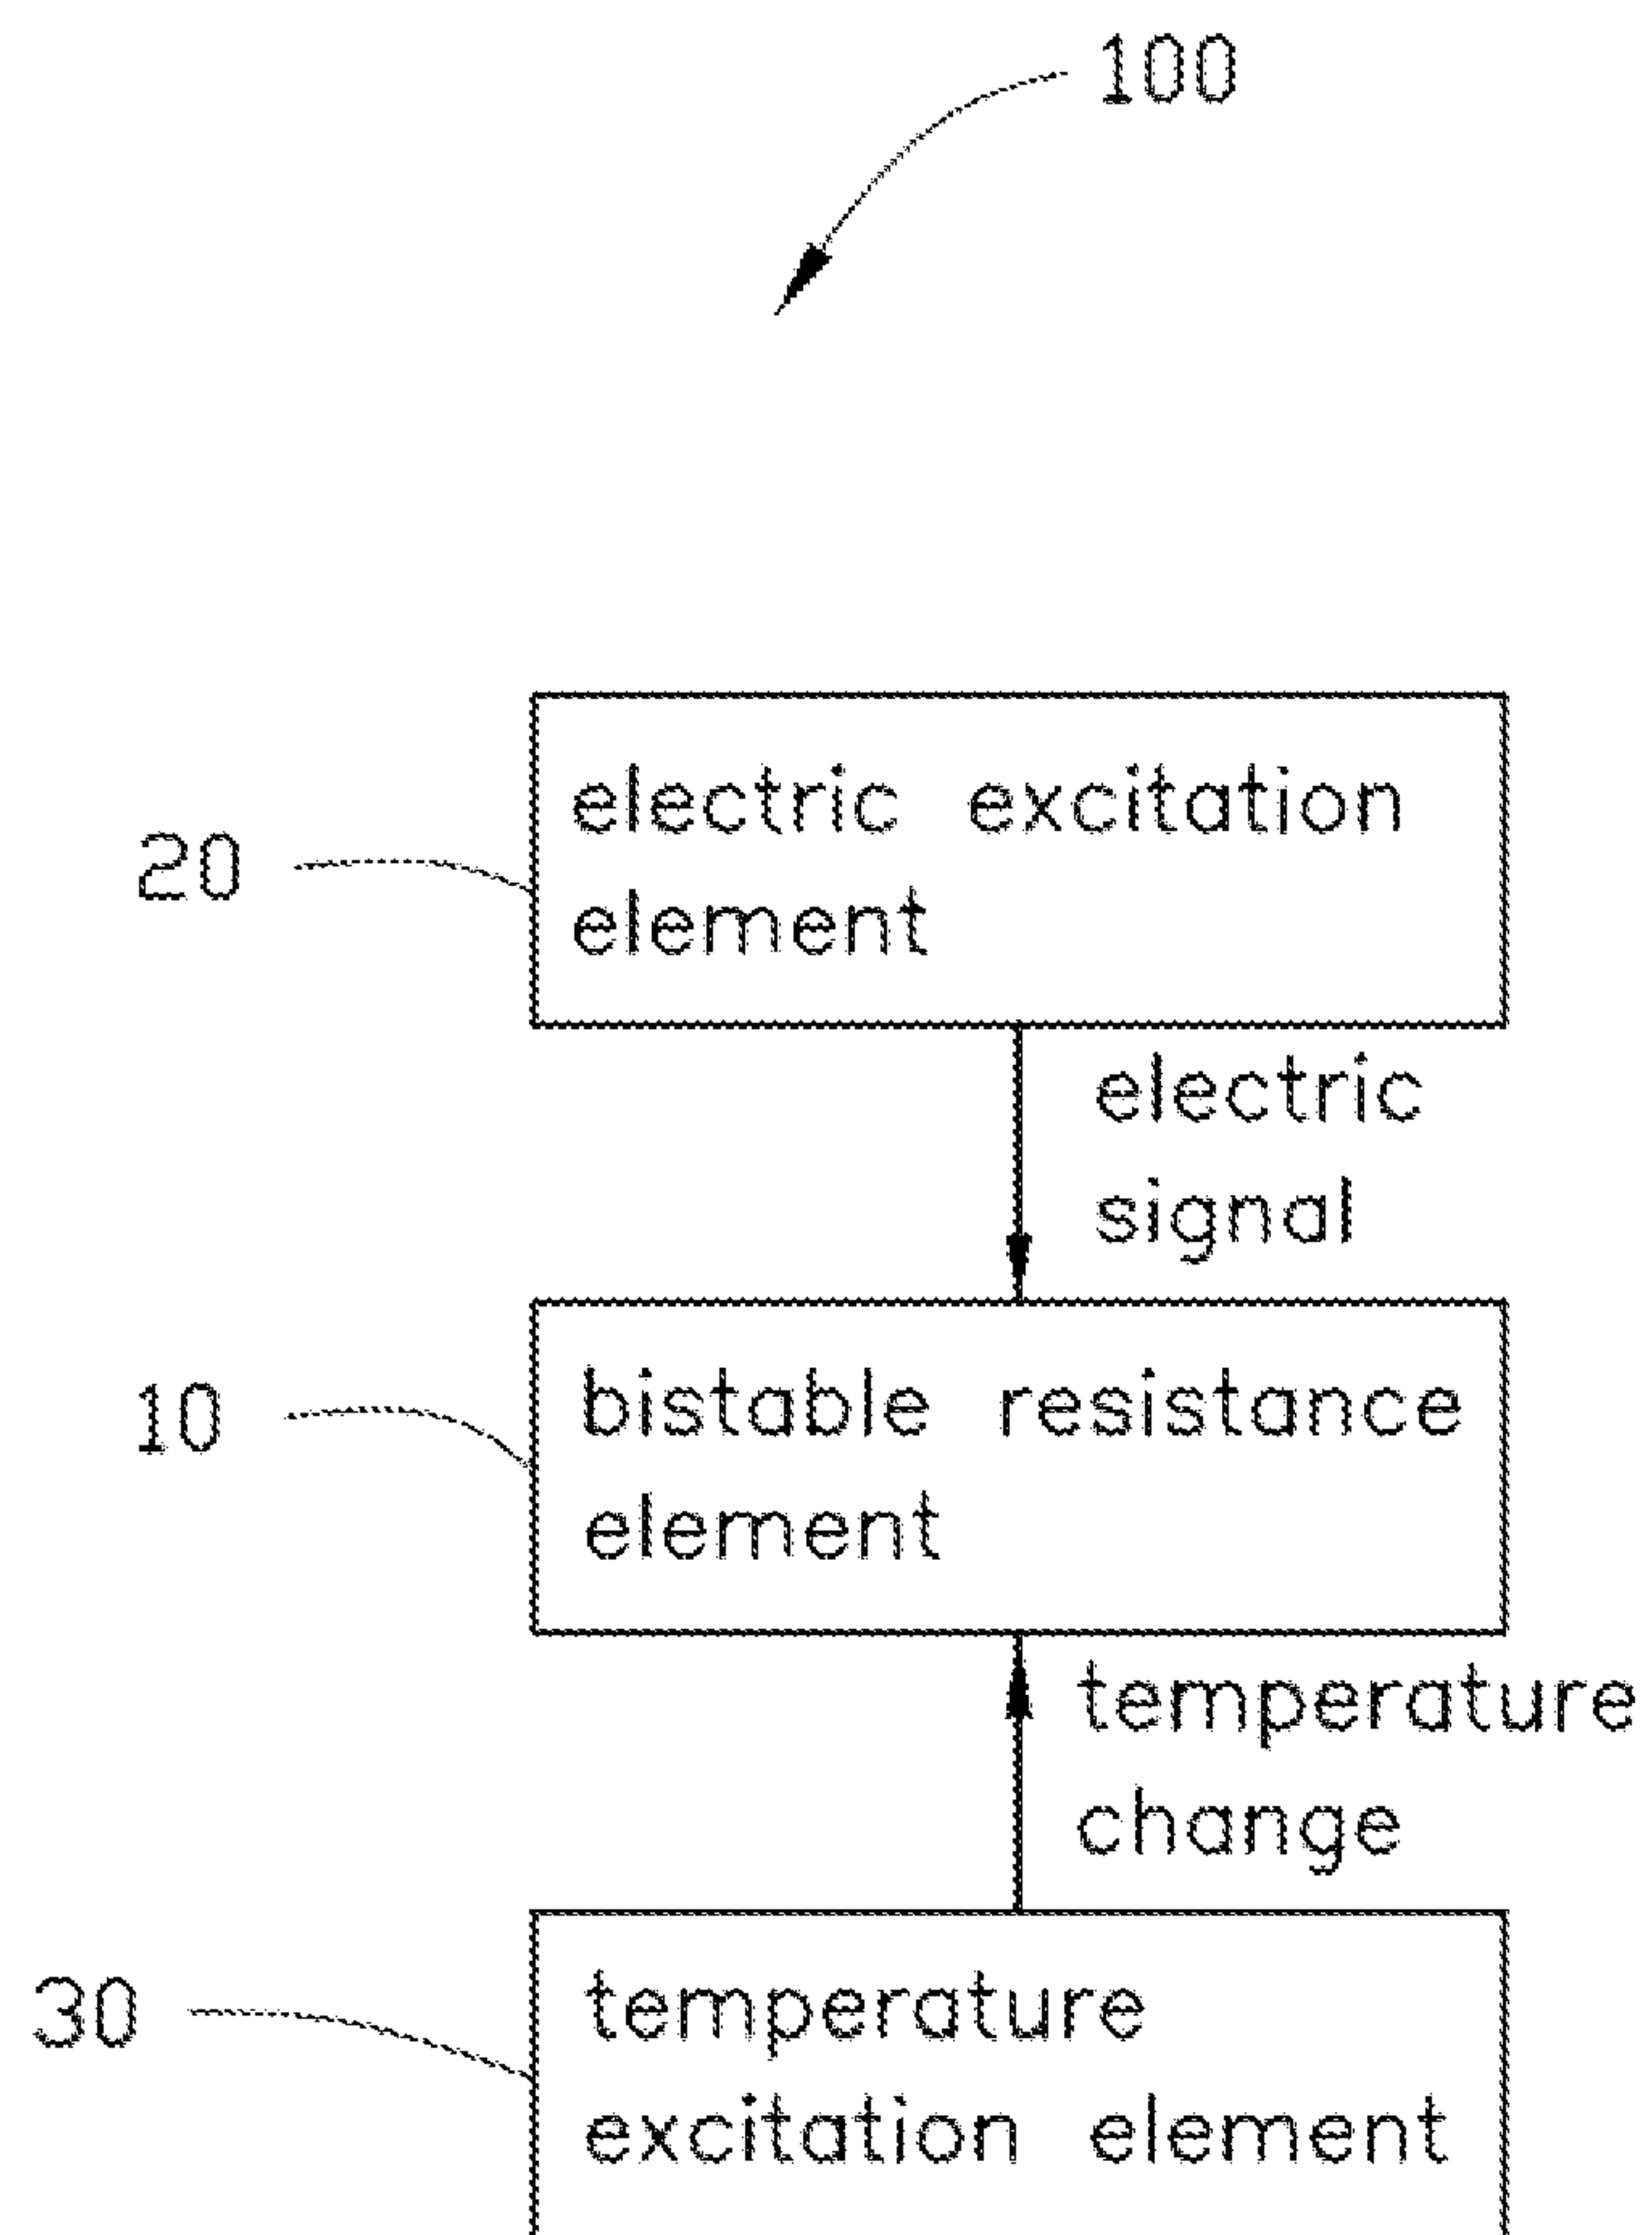 100
20
electric excitation
element
electric
signal
10
bistable resistance
element
temperature
change
30
temperature
excitation element